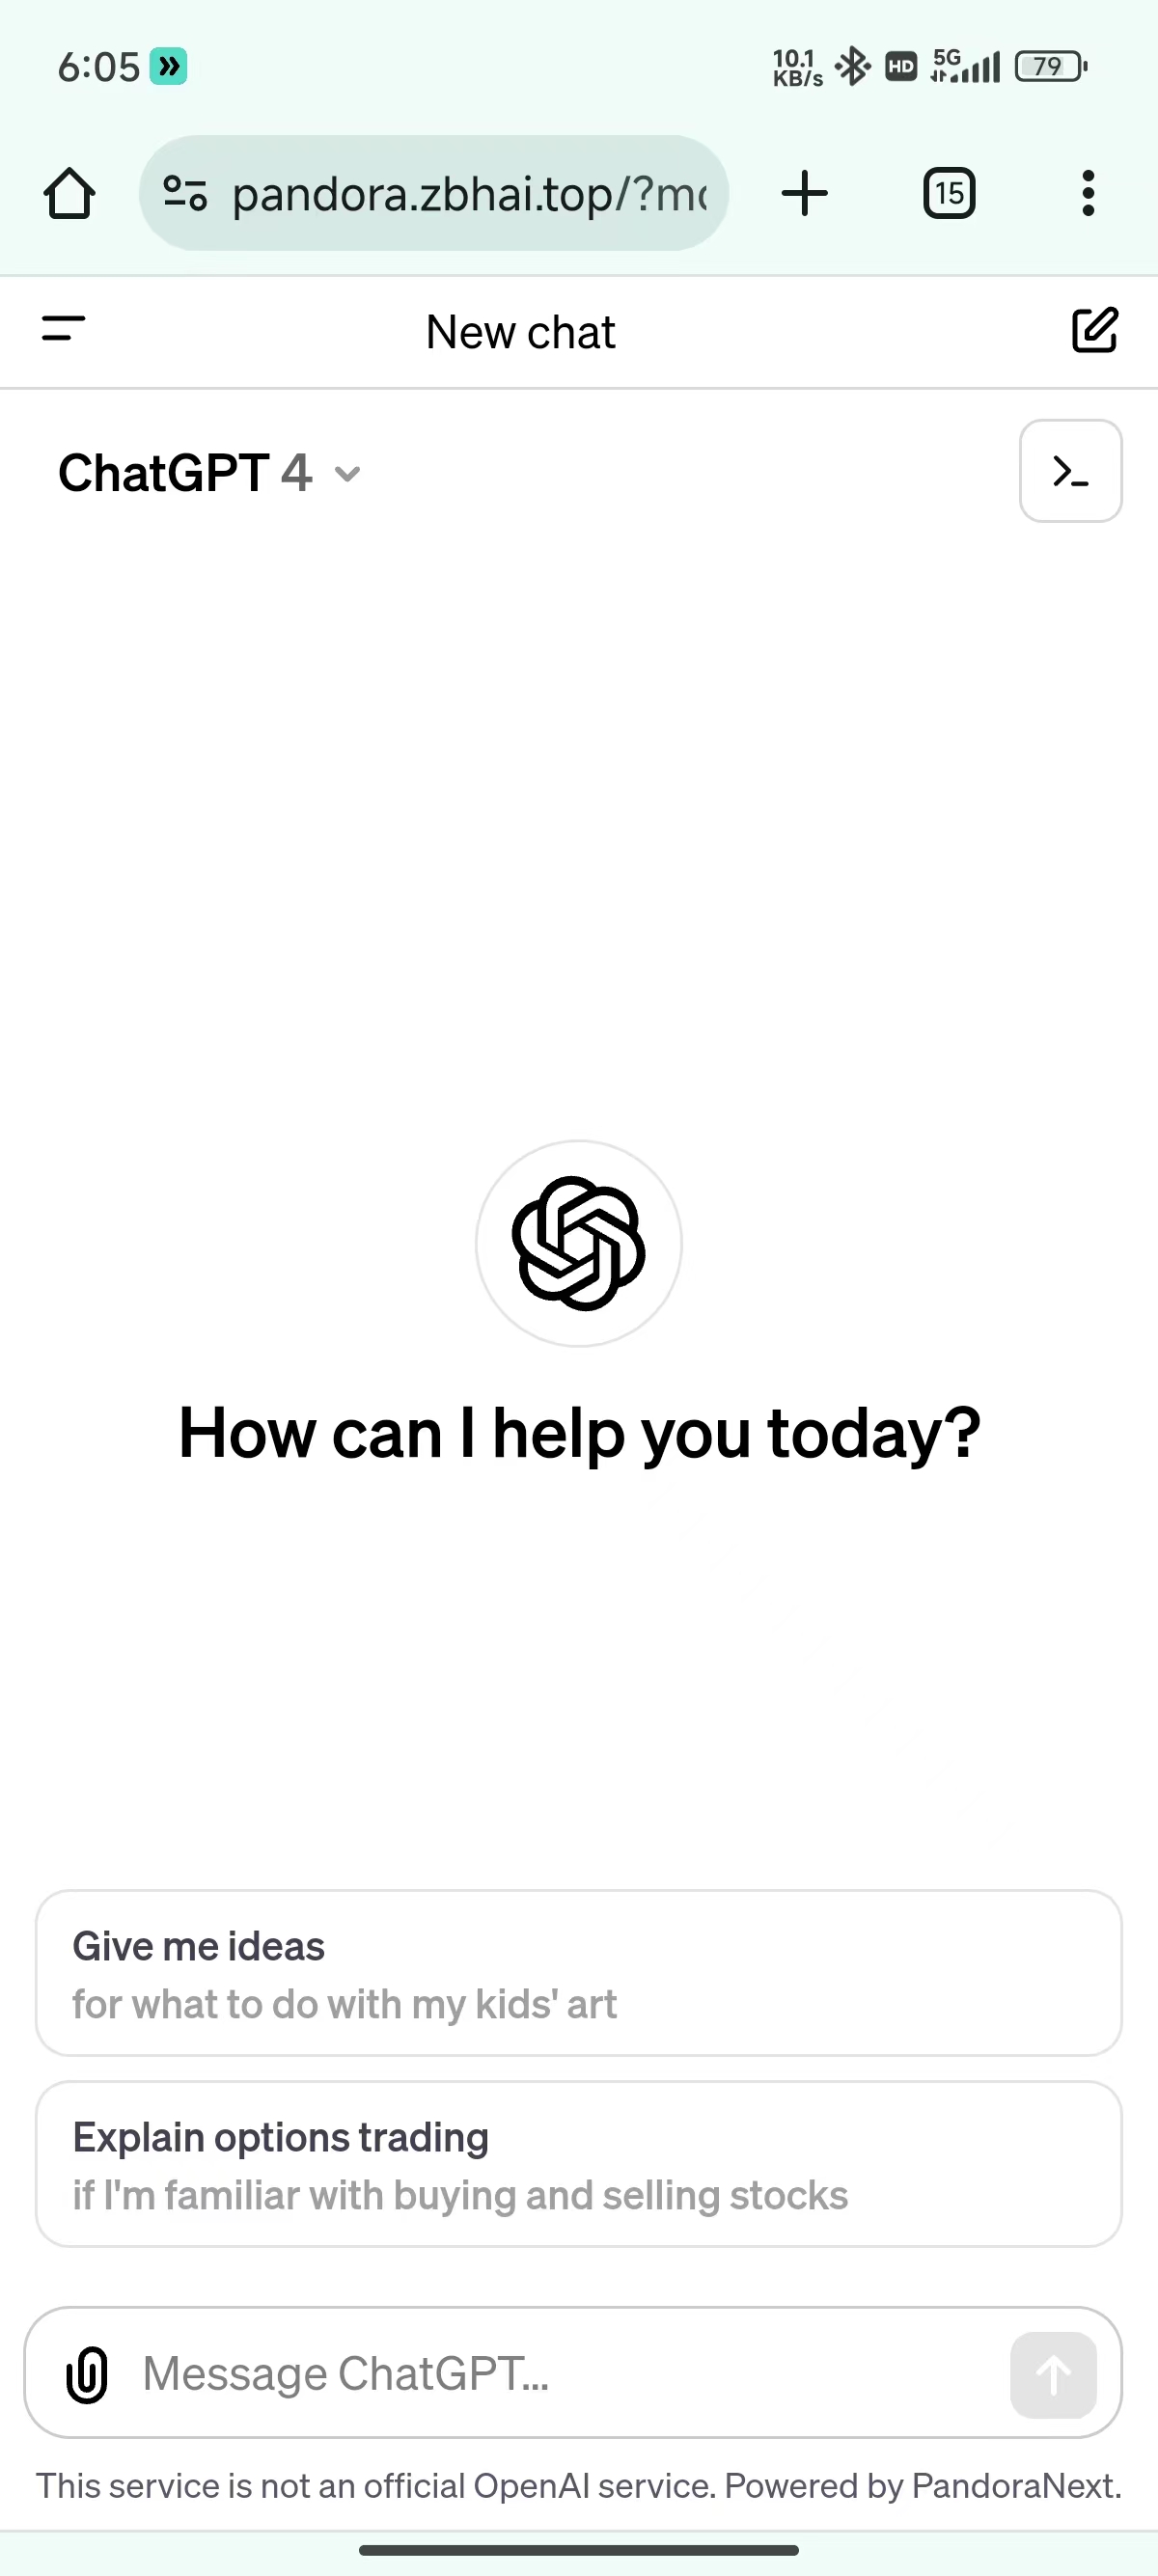 6:05
10.1
KB/s
HD
5G
79
pandora.zbhai.top/?mo
15
New chat
ChatGPT 4
How can I help you today?
Give me ideas
for what to do with my kids' art
Explain options trading
if I'm familiar with buying and selling stocks
Message ChatGPT...
This service is not an official OpenAI service. Powered by PandoraNext.